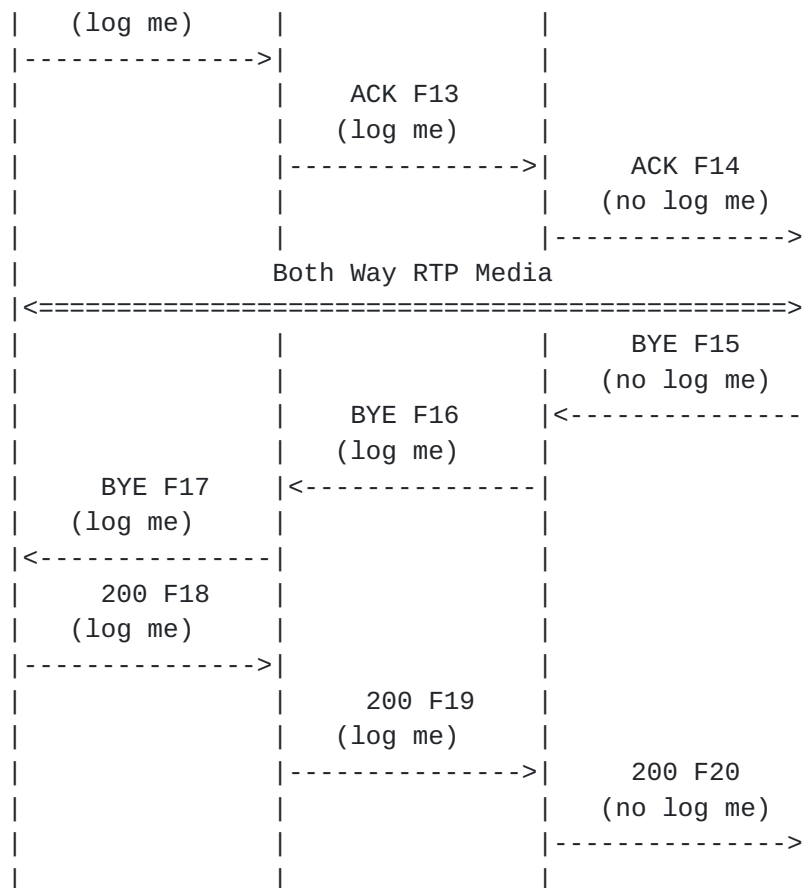 |   (log me)     |                |
|--------------->|                |
|                |    ACK F13     |
|                |   (log me)     |
|                |--------------->|     ACK F14
|                |                |   (no log me)
|                |                |--------------->
|               Both Way RTP Media
|<===============================================>
|                |                |     BYE F15
|                |                |   (no log me)
|                |    BYE F16     |<---------------
|                |   (log me)     |
|     BYE F17    |<---------------|
|   (log me)     |                |
|<---------------|                |
|     200 F18    |                |
|   (log me)     |                |
|--------------->|                |
|                |     200 F19    |
|                |   (log me)     |
|                |--------------->|     200 F20
|                |                |   (no log me)
|                |                |--------------->
|                |                |